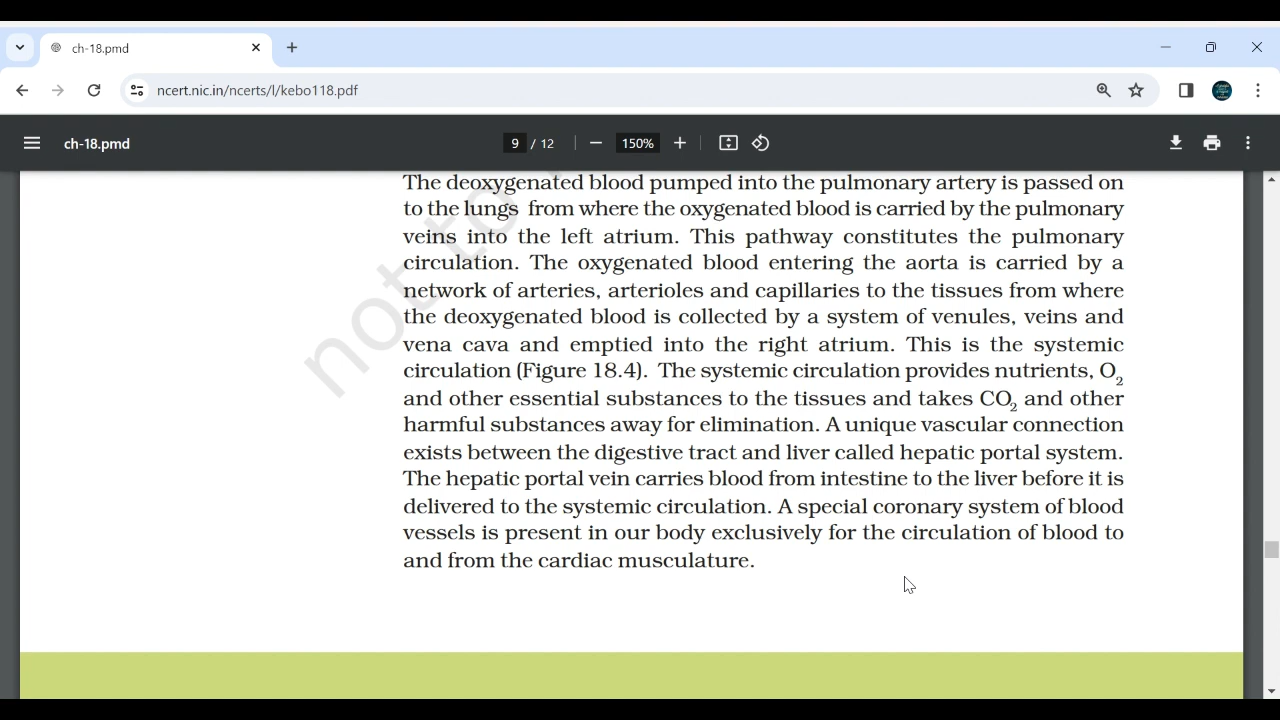 ch-18.pmd
ncert.nic.in/ncerts/l/kebo118.pdf
ch-18.pmd
9 / 12
150%
The deoxygenated blood pumped into the pulmonary artery is passed on
to the lungs from where the oxygenated blood is carried by the pulmonary
veins into the left atrium. This pathway constitutes the pulmonary
circulation. The oxygenated blood entering the aorta is carried by a
network of arteries, arterioles and capillaries to the tissues from where
the deoxygenated blood is collected by a system of venules, veins and
vena cava and emptied into the right atrium. This is the systemic
circulation (Figure 18.4). The systemic circulation provides nutrients, O₂
and other essential substances to the tissues and takes CO₂ and other
harmful substances away for elimination. A unique vascular connection
exists between the digestive tract and liver called hepatic portal system.
The hepatic portal vein carries blood from intestine to the liver before it is
delivered to the systemic circulation. A special coronary system of blood
vessels is present in our body exclusively for the circulation of blood to
and from the cardiac musculature.
not to